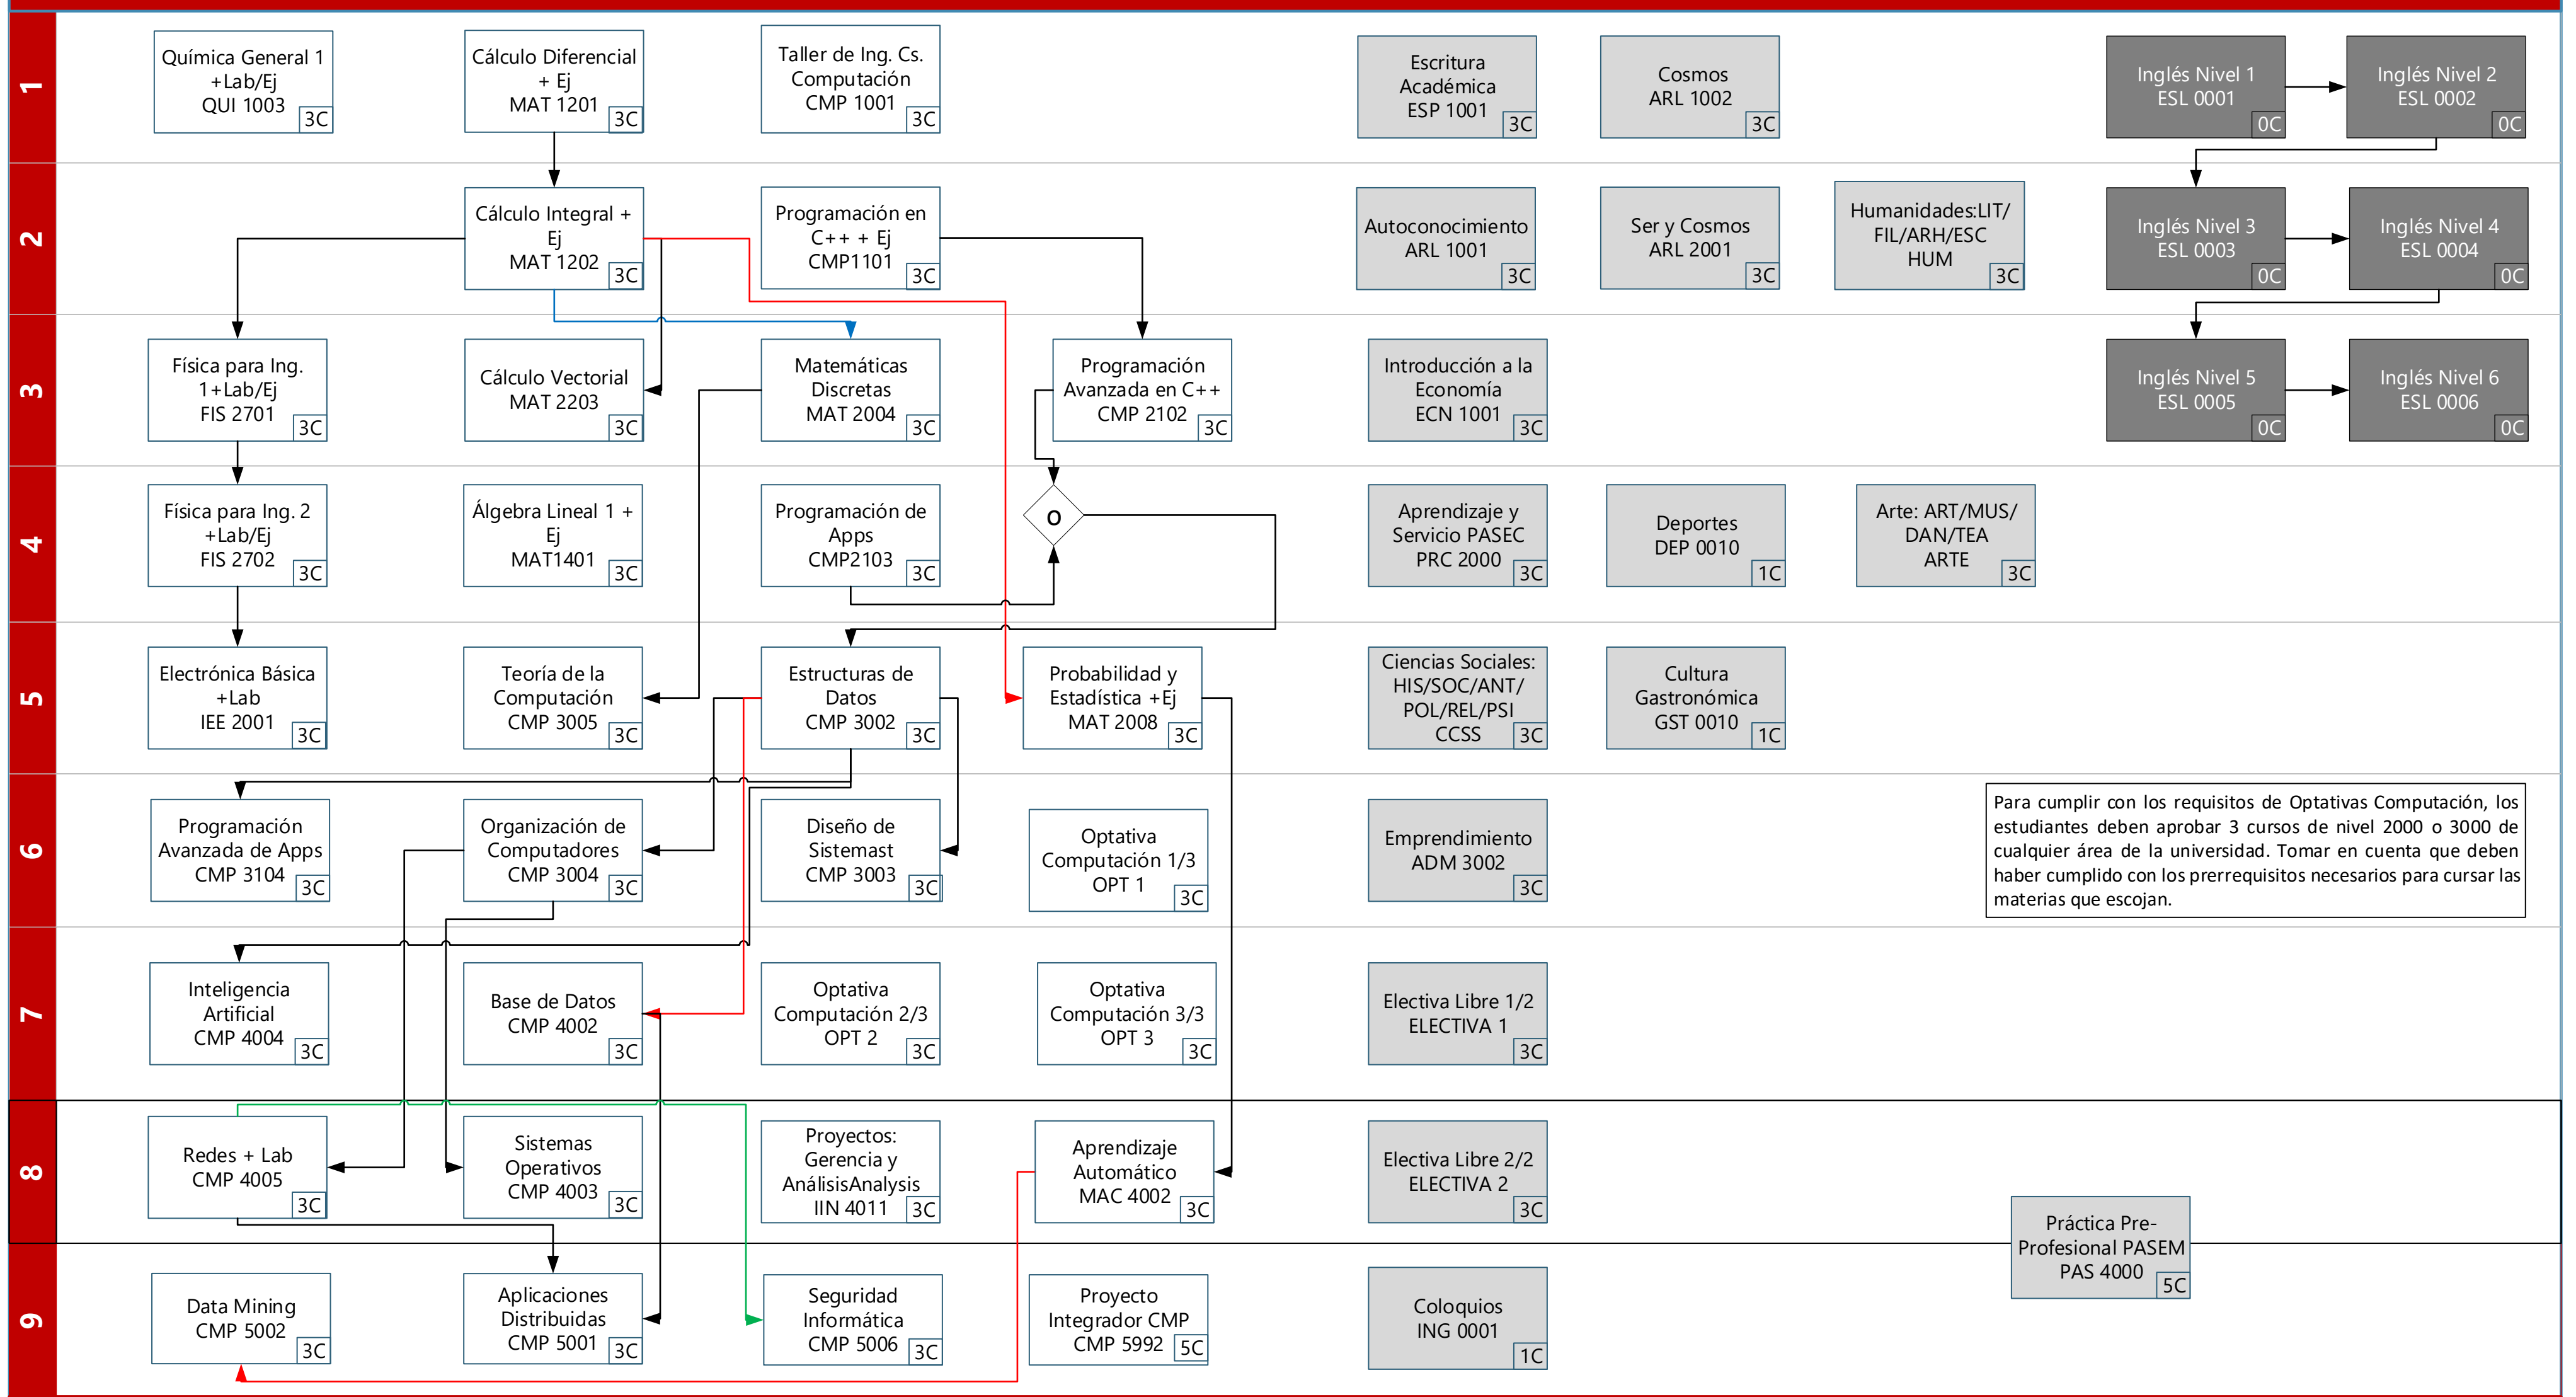 1
Química General 1
+Lab/Ej
QUI 1003
3C
Cálculo Diferencial
+ Ej
MAT 1201
3C
Taller de Ing. Cs.
Computación
CMP 1001
3C
Escritura
Académica
ESP 1001
3C
Cosmos
ARL 1002
3C
Inglés Nivel 1
ESL 0001
0C
Inglés Nivel 2
ESL 0002
0C
2
Cálculo Integral +
Ej
MAT 1202
3C
Programación en
C++ + Ej
CMP1101
3C
Autoconocimiento
ARL 1001
3C
Ser y Cosmos
ARL 2001
3C
Humanidades:LIT/
FIL/ARH/ESC
HUM
3C
Inglés Nivel 3
ESL 0003
0C
Inglés Nivel 4
ESL 0004
0C
3
Física para Ing.
1+Lab/Ej
FIS 2701
3C
Cálculo Vectorial
MAT 2203
3C
Matemáticas
Discretas
MAT 2004
3C
Programación
Avanzada en C++
CMP 2102
3C
Introducción a la
Economía
ECN 1001
3C
Inglés Nivel 5
ESL 0005
0C
Inglés Nivel 6
ESL 0006
0C
4
Física para Ing. 2
+Lab/Ej
FIS 2702
3C
Álgebra Lineal 1 +
Ej
MAT1401
3C
Programación de
Apps
CMP2103
3C
O
Aprendizaje y
Servicio PASEC
PRC 2000
3C
Deportes
DEP 0010
1C
Arte: ART/MUS/
DAN/TEA
ARTE
3C
5
Electrónica Básica
+Lab
IEE 2001
3C
Teoría de la
Computación
CMP 3005
3C
Estructuras de
Datos
CMP 3002
3C
Probabilidad y
Estadística +Ej
MAT 2008
3C
Ciencias Sociales:
HIS/SOC/ANT/
POL/REL/PSI
CCSS
3C
Cultura
Gastronómica
GST 0010
1C
6
Programación
Avanzada de Apps
CMP 3104
3C
Organización de
Computadores
CMP 3004
3C
Diseño de
Sistemast
CMP 3003
3C
Optativa
Computación 1/3
OPT 1
3C
Emprendimiento
ADM 3002
3C
Para cumplir con los requisitos de Optativas Computación, los
estudiantes deben aprobar 3 cursos de nivel 2000 o 3000 de
cualquier área de la universidad. Tomar en cuenta que deben
haber cumplido con los prerrequisitos necesarios para cursar las
materias que escojan.
7
Inteligencia
Artificial
CMP 4004
3C
Base de Datos
CMP 4002
3C
Optativa
Computación 2/3
OPT 2
3C
Optativa
Computación 3/3
OPT 3
3C
Electiva Libre 1/2
ELECTIVA 1
3C
8
Redes + Lab
CMP 4005
3C
Sistemas
Operativos
CMP 4003
3C
Proyectos:
Gerencia y
AnálisisAnalysis
IIN 4011
3C
Aprendizaje
Automático
MAC 4002
3C
Electiva Libre 2/2
ELECTIVA 2
3C
Práctica Pre-
Profesional PASEM
PAS 4000
5C
9
Data Mining
CMP 5002
3C
Aplicaciones
Distribuidas
CMP 5001
3C
Seguridad
Informática
CMP 5006
3C
Proyecto
Integrador CMP
CMP 5992
5C
Coloquios
ING 0001
1C